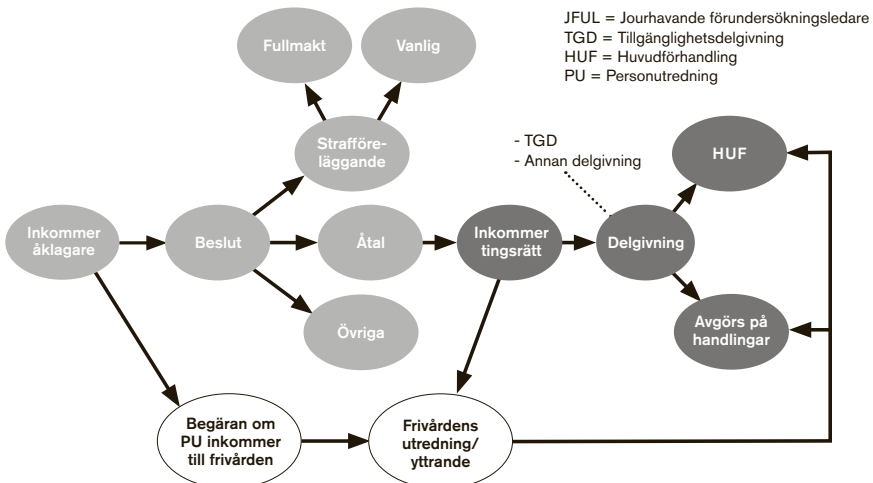 JFUL = Jourhavande förundersökningsledare
TGD = Tillgänglighetsdelgivning
HUF = Huvudförhandling
PU = Personutredning
Fullmakt
Vanlig
Strafföre-
läggande
- TGD
- Annan delgivning
HUF
Inkommer
åklagare
Beslut
Åtal
Inkommer
tingsrätt
Delgivning
Övriga
Avgörs på
handlingar
Begäran om
PU inkommer
till frivården
Frivårdens
utredning/
yttrande